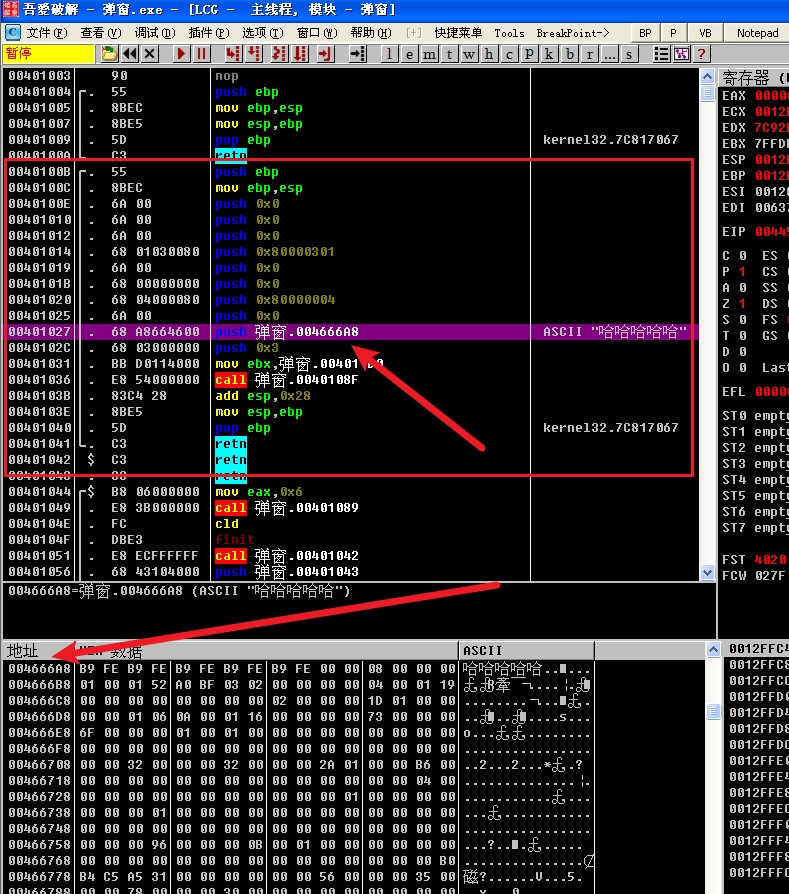 吾爱破解 - 弹窗.exe - [LCG - 主线程, 模块 - 弹窗]
C 文件(F) 查看(V) 调试(D) 插件(P) 选项(T) 窗口(W) 帮助(H) [+] 快捷菜单 Tools BreakPoint-> BP P VB Notepad
暂停 l e m t w h c p k b r ... s ?
00401003 90 nop
00401004 . 55 push ebp
00401005 . 8BEC mov ebp,esp
00401007 . 8BE5 mov esp,ebp
00401009 . 5D pop ebp kernel32.7C817067
0040100A . C3 retn
0040100B . 55 push ebp
0040100C . 8BEC mov ebp,esp
0040100E . 6A 00 push 0x0
00401010 . 6A 00 push 0x0
00401012 . 6A 00 push 0x0
00401014 . 68 01030080 push 0x80000301
00401019 . 6A 00 push 0x0
0040101B . 68 00000000 push 0x0
00401020 . 68 04000080 push 0x80000004
00401025 . 6A 00 push 0x0
00401027 . 68 A8664600 push 弹窗.004666A8 ASCII "哈哈哈哈哈"
0040102C . 68 03000000 push 0x3
00401031 . BB D0114000 mov ebx,弹窗.00401
00401036 . E8 54000000 call 弹窗.0040108F
0040103B . 83C4 28 add esp,0x28
0040103E . 8BE5 mov esp,ebp
00401040 . 5D pop ebp kernel32.7C817067
00401041 . C3 retn
00401042 $ C3 retn
retn
00401044 $ B8 06000000 mov eax,0x6
00401049 . E8 3B000000 call 弹窗.00401089
0040104E . FC cld
0040104F . DBE3 finit
00401051 . E8 ECFFFFFF call 弹窗.00401042
00401056 . 68 43104000 push 弹窗.00401043
004666A8=弹窗.004666A8 (ASCII "哈哈哈哈哈")
寄存器 (
EAX 0000
ECX 0012
EDX 7C92
EBX 7FFD
ESP 0012
EBP 0012
ESI 0012
EDI 0063
EIP 0044
C 0 ES
P 1 CS
A 0 SS
Z 1 DS
S 0 FS
T 0 GS
D 0
O 0 Las
EFL 0000
ST0 empty
ST1 empty
ST2 empty
ST3 empty
ST4 empty
ST5 empty
ST6 empty
ST7 empty
FST 4020
FCW 027F
地址 HEX 数据 ASCII
004666A8 B9 FE B9 FE B9 FE B9 FE B9 FE 00 00 08 00 00 00 哈哈哈哈哈
004666B8 01 00 01 52 A0 BF 03 02 00 00 00 00 04 00 01 19
004666C8 00 00 00 00 00 00 00 00 02 00 00 00 1D 01 00 00
004666D8 00 00 01 06 0A 00 01 16 00 00 00 00 73 00 00 00
004666E8 6F 00 00 00 01 00 01 00 00 00 00 00 00 00 00 00
004666F8 00 00 00 00 00 00 00 00 00 00 00 00 00 00 00 00
00466708 00 00 32 00 00 00 32 00 00 00 2A 01 00 00 B6 00
00466718 00 00 00 00 00 00 00 00 00 00 00 00 00 00 04 00
00466728 00 00 00 00 00 00 00 00 00 00 00 01 00 00 00 00
00466738 00 00 00 01 00 00 00 00 00 00 00 00 00 00 00 00
00466748 00 00 00 00 00 00 00 00 00 00 00 00 00 00 00 00
00466758 00 00 00 96 00 00 00 0B 00 01 00 00 00 00 00 00
00466768 00 00 00 00 00 00 00 00 00 00 00 00 00 00 00 B0
00466778 B4 C5 A5 31 00 00 00 00 00 00 56 00 00 00 35 00
0012FFC4
0012FFC8
0012FFCC
0012FFD0
0012FFD4
0012FFD8
0012FFDC
0012FFE0
0012FFE4
0012FFE8
0012FFEC
0012FFF0
0012FFF4
0012FFF8
0012FFFC